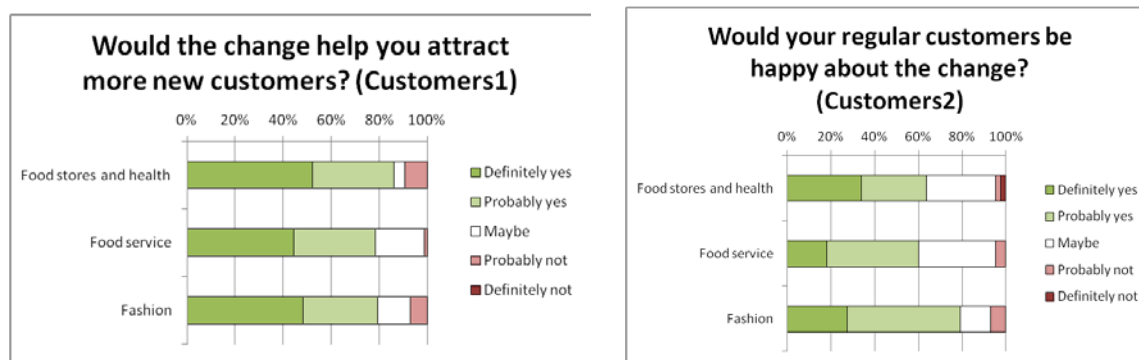 Would the change help you attract
more new customers? (Customers1)
0% 20% 40% 60% 80% 100%
Food stores and health
Food service
Fashion
Definitely yes
Probably yes
Maybe
Probably not
Definitely not
Would your regular customers be
happy about the change?
(Customers2)
0% 20% 40% 60% 80% 100%
Food stores and health
Food service
Fashion
Definitely yes
Probably yes
Maybe
Probably not
Definitely not